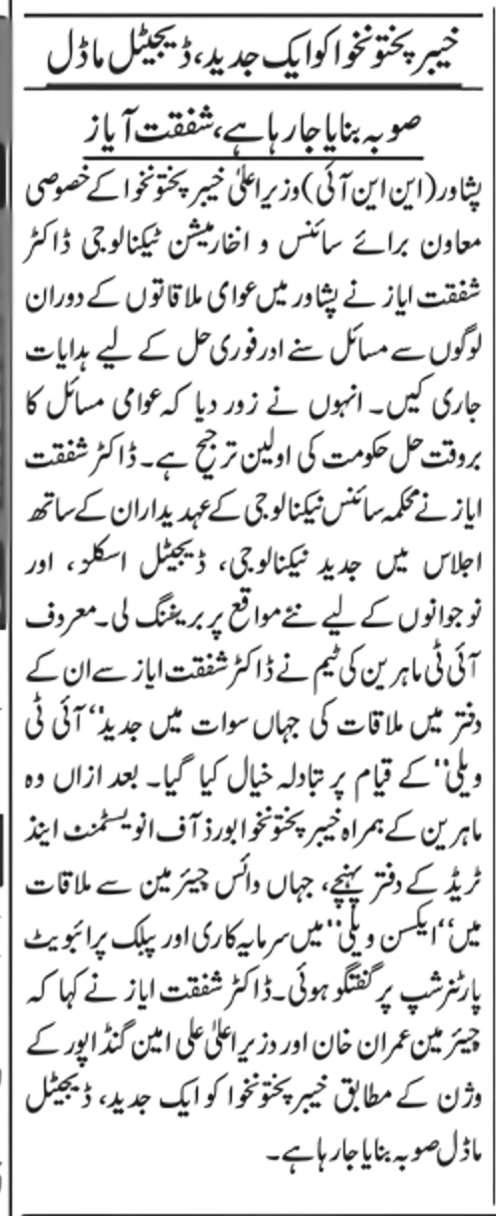 خیبر پختونخوا کو ایک جدید، ڈیجیٹل ماڈل
صوبہ بنایا جا رہا ہے، شفقت آیاز
پشاور (این این آئی) وزیر اعلیٰ خیبر پختونخوا کے خصوصی
معاون برائے سائنس و انفارمیشن ٹیکنالوجی ڈاکٹر
شفقت ایاز نے پشاور میں عوامی ملاقاتوں کے دوران
لوگوں سے مسائل سنے اور فوری حل کے لیے ہدایات
جاری کیں۔ انہوں نے زور دیا کہ عوامی مسائل کا
بروقت حل حکومت کی اولین ترجیح ہے۔ ڈاکٹر شفقت
ایاز نے محکمہ سائنس ٹیکنالوجی کے عہدیداران کے ساتھ
اجلاس میں جدید ٹیکنالوجی، ڈیجیٹل اسکلز، اور
نوجوانوں کے لیے نئے مواقع پر بریفنگ لی۔ معروف
آئی ٹی ماہرین کی ٹیم نے ڈاکٹر شفقت ایاز سے ان کے
دفتر میں ملاقات کی جہاں سوات میں جدید ‘‘آئی ٹی
ویلی’’ کے قیام پر تبادلہ خیال کیا گیا۔ بعد ازاں وہ
ماہرین کے ہمراہ خیبر پختونخوا بورڈ آف انویسٹمنٹ اینڈ
ٹریڈ کے دفتر پہنچے، جہاں وائس چیئرمین سے ملاقات
میں ‘‘ایکسن ویلی’’ میں سرمایہ کاری اور پبلک پرائیویٹ
پارٹنرشپ پر گفتگو ہوئی۔ ڈاکٹر شفقت ایاز نے کہا کہ
چیئرمین عمران خان اور وزیر اعلیٰ علی امین گنڈاپور کے
وژن کے مطابق خیبر پختونخوا کو ایک جدید، ڈیجیٹل
ماڈل صوبہ بنایا جا رہا ہے۔